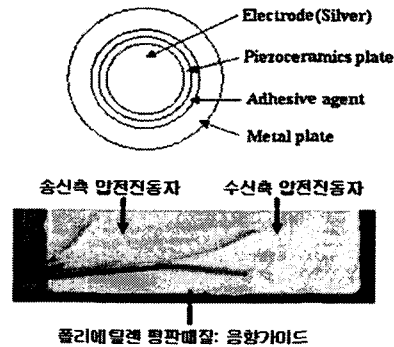 Electrode(Silver)
Piezoceramics plate
Adhesive agent
Metal plate
송신측 압전진동자
수신측 압전진동자
폴리에틸렌 평판매질: 음향가이드